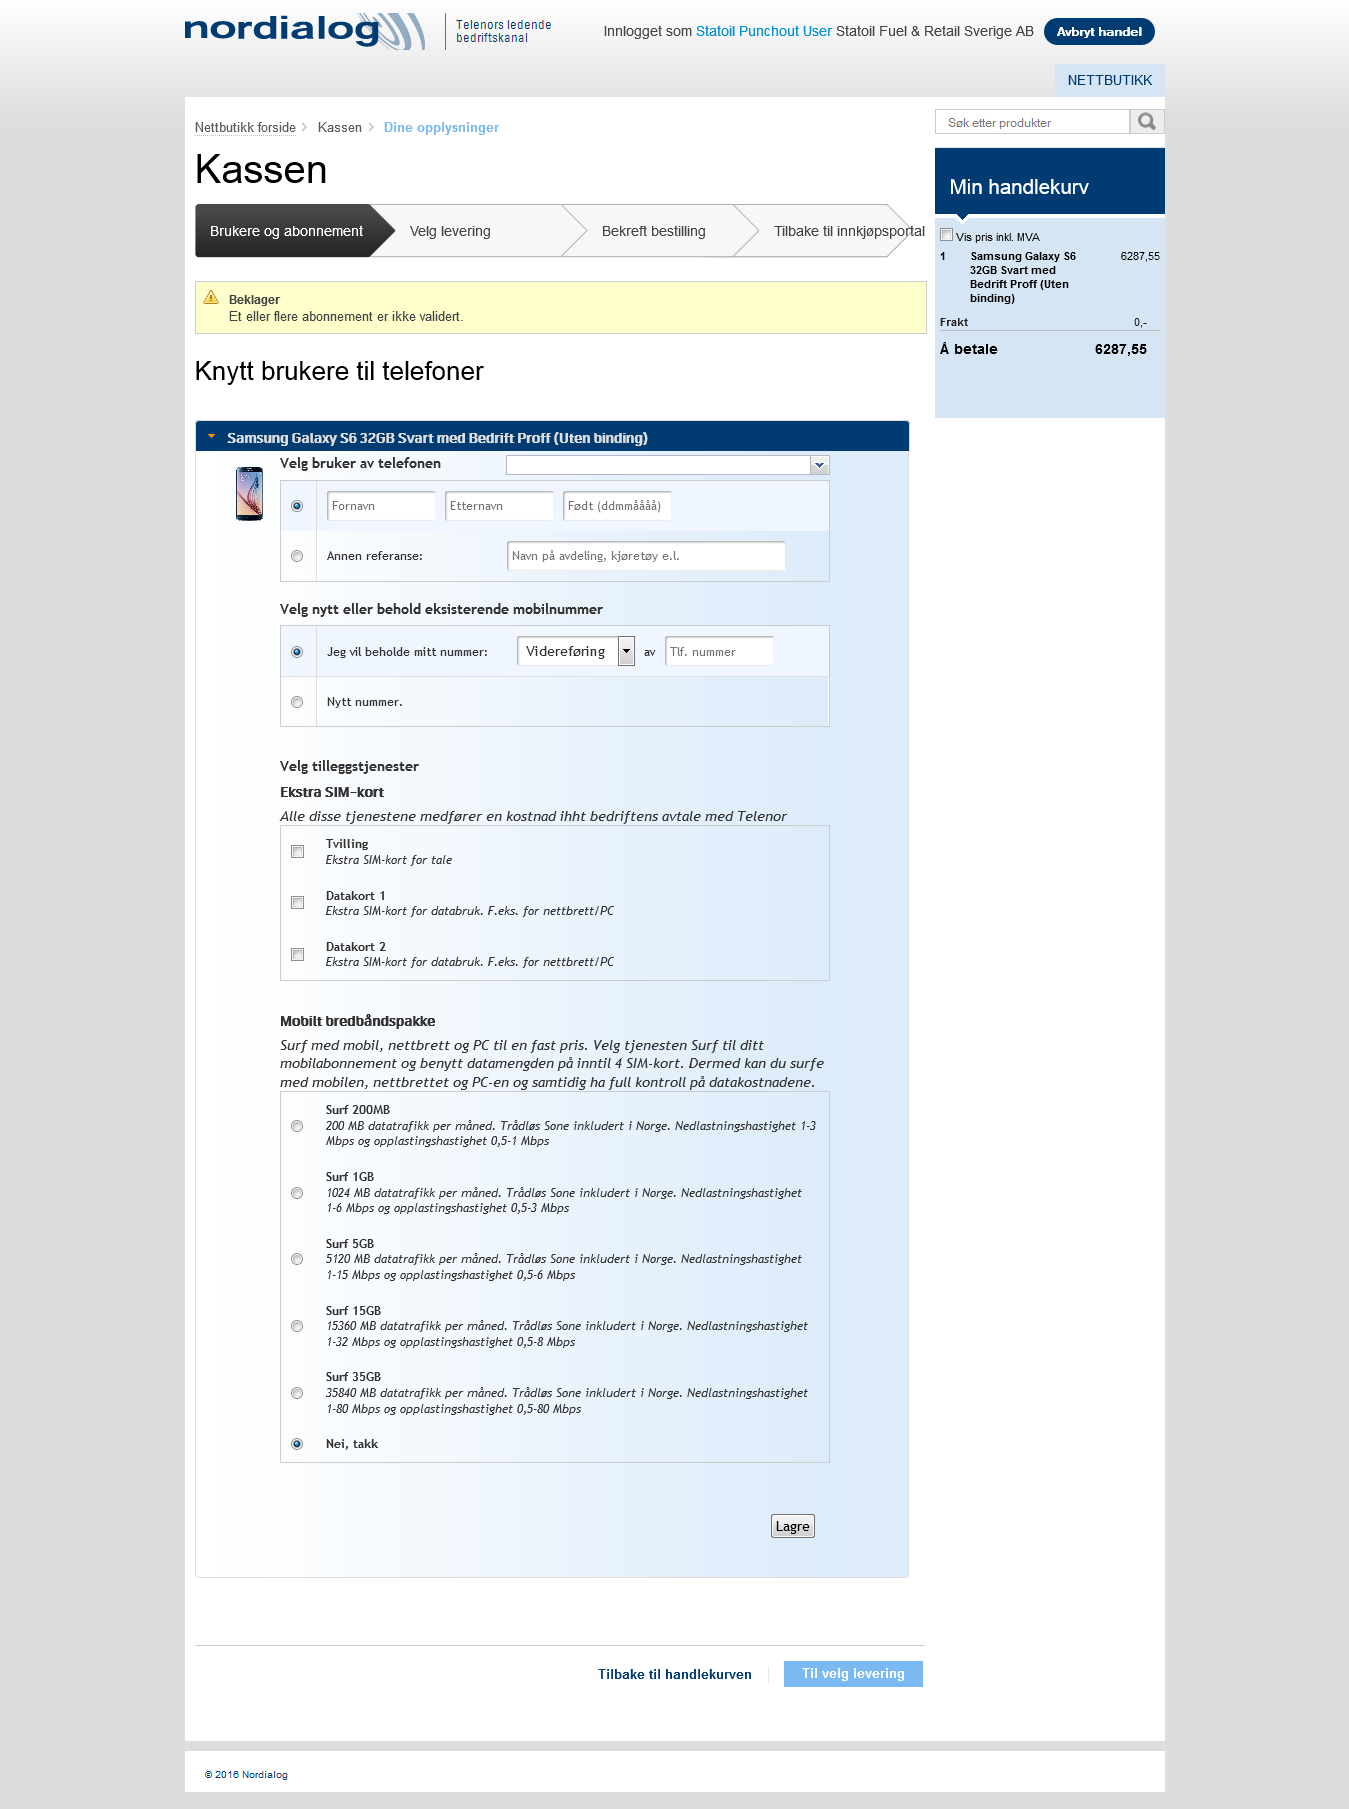 nordialog
Telenors ledende
bedriftskanal
Innlogget som Statoil Punchout User Statoil Fuel & Retail Sverige AB
Avbryt handel
NETTBUTIKK
Nettbutikk forside
Kassen
Dine opplysninger
Søk etter produkter
Kassen
Brukere og abonnement
Velg levering
Bekreft bestilling
Tilbake til innkjøpsportal
Beklager
Et eller flere abonnement er ikke validert.
Min handlekurv
Vis pris inkl. MVA
1 Samsung Galaxy S6 6287,55
32GB Svart med
Bedrift Proff (Uten
binding)
Frakt 0,-
Å betale 6287,55
Knytt brukere til telefoner
Samsung Galaxy S6 32GB Svart med Bedrift Proff (Uten binding)
Velg bruker av telefonen
Fornavn
Etternavn
Født (ddmmåååå)
Annen referanse:
Navn på avdeling, kjøretøy e.l.
Velg nytt eller behold eksisterende mobilnummer
Jeg vil beholde mitt nummer:
Videreføring
av
Tlf. nummer
Nytt nummer.
Velg tilleggstjenester
Ekstra SIM-kort
Alle disse tjenestene medfører en kostnad ihht bedriftens avtale med Telenor
Tvilling
Ekstra SIM-kort for tale
Datakort 1
Ekstra SIM-kort for databruk. F.eks. for nettbrett/PC
Datakort 2
Ekstra SIM-kort for databruk. F.eks. for nettbrett/PC
Mobilt bredbåndspakke
Surf med mobil, nettbrett og PC til en fast pris. Velg tjenesten Surf til ditt
mobilabonnement og benytt datamengden på inntil 4 SIM-kort. Dermed kan du surfe
med mobilen, nettbrettet og PC-en og samtidig ha full kontroll på datakostnadene.
Surf 200MB
200 MB datatrafikk per måned. Trådløs Sone inkludert i Norge. Nedlastningshastighet 1-3
Mbps og opplastingshastighet 0,5-1 Mbps
Surf 1GB
1024 MB datatrafikk per måned. Trådløs Sone inkludert i Norge. Nedlastningshastighet
1-6 Mbps og opplastingshastighet 0,5-3 Mbps
Surf 5GB
5120 MB datatrafikk per måned. Trådløs Sone inkludert i Norge. Nedlastningshastighet
1-15 Mbps og opplastingshastighet 0,5-6 Mbps
Surf 15GB
15360 MB datatrafikk per måned. Trådløs Sone inkludert i Norge. Nedlastningshastighet
1-32 Mbps og opplastingshastighet 0,5-8 Mbps
Surf 35GB
35840 MB datatrafikk per måned. Trådløs Sone inkludert i Norge. Nedlastningshastighet
1-80 Mbps og opplastingshastighet 0,5-80 Mbps
Nei, takk
Lagre
Tilbake til handlekurven
Til velg levering
© 2016 Nordialog